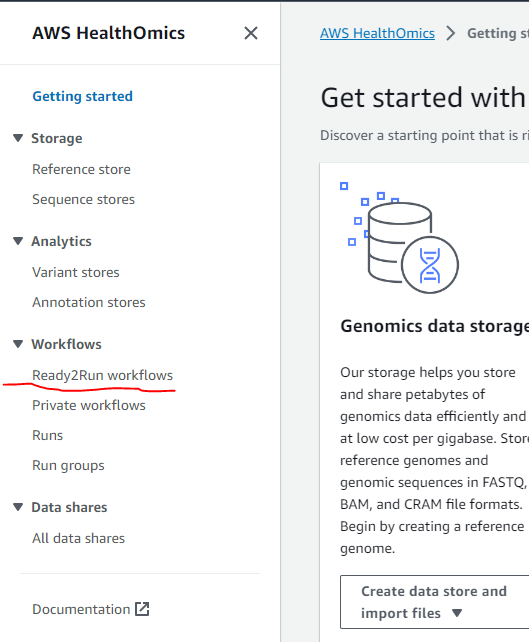 AWS HealthOmics
Getting started
Storage
Reference store
Sequence stores
Analytics
Variant stores
Annotation stores
Workflows
Ready2Run workflows
Private workflows
Runs
Run groups
Data shares
All data shares
Documentation
AWS HealthOmics > Getting
Get started with
Discover a starting point that is
Genomics data storage
Our storage helps you store
and share petabytes of
genomics data efficiently and
at low cost per gigabase. Store
reference genomes and
genomic sequences in FASTQ,
BAM, and CRAM file formats.
Begin by creating a reference
genome.
Create data store and
import files